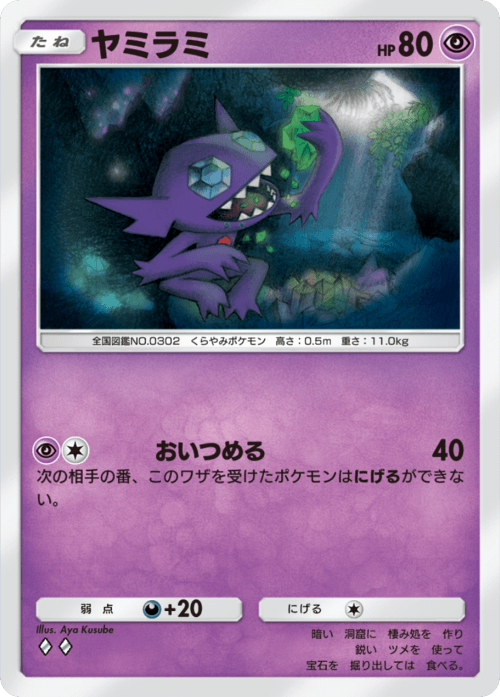 たね ヤミラミ HP 80
全国図鑑NO.0302 くらやみポケモン 高さ：0.5m 重さ：11.0kg
おいつめる 40
次の相手の番、このワザを受けたポケモンはにげるができな
い。
弱点 +20 にげる
Illus. Aya Kusube
暗い 洞窟に 棲み処を 作り
鋭い ツメを 使って
宝石を 掘り出しては 食べる。